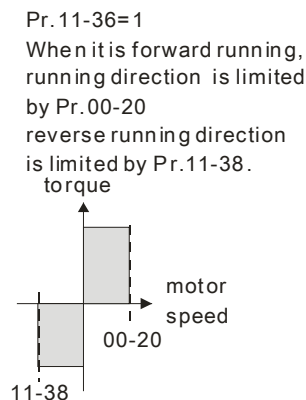 Pr.11-36=1
When it is forward running,
running direction is limited
by Pr.00-20
reverse running direction
is limited by Pr.11-38.
torque
motor
speed
00-20
11-38